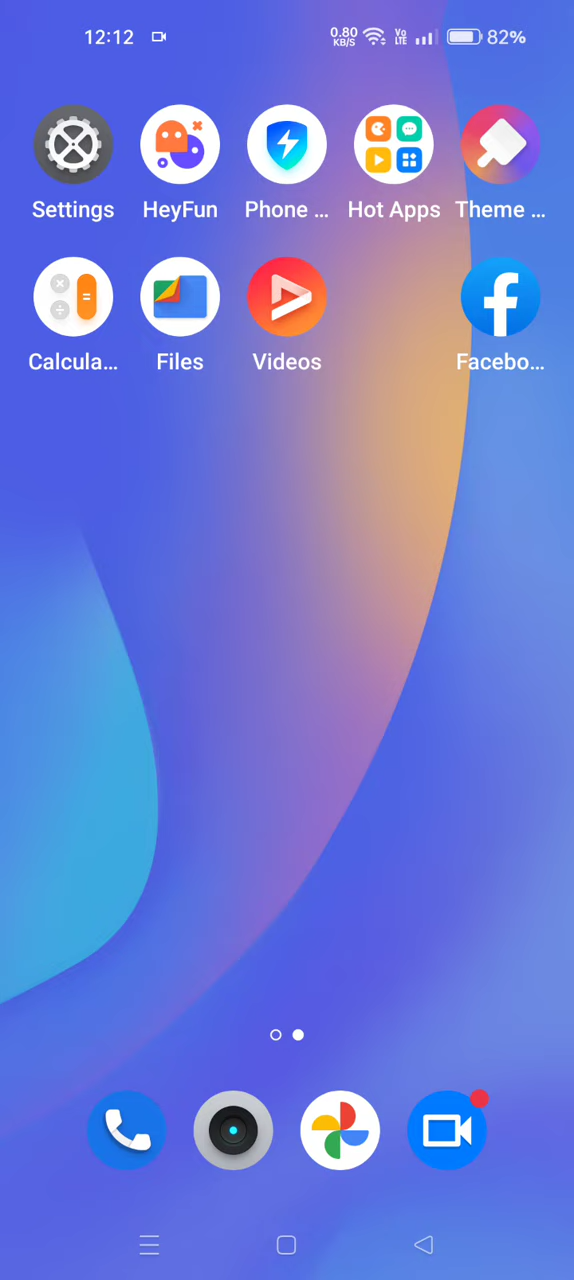 12:12 0.80 KB/S Vo LTE 82%
Settings HeyFun Phone ... Hot Apps Theme ...
Calcula... Files Videos Facebo...